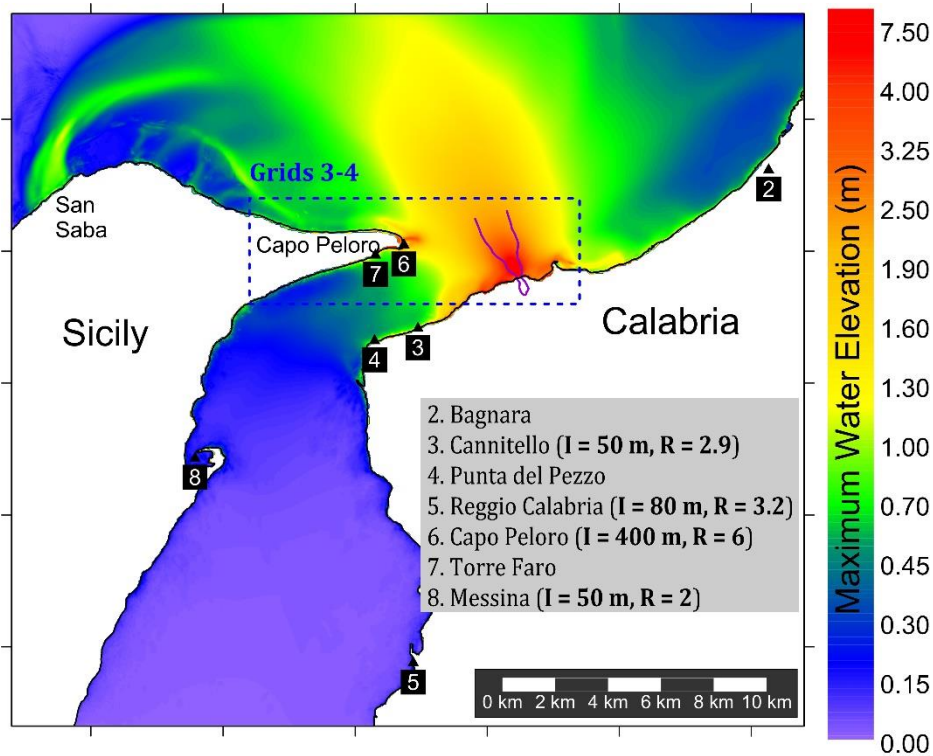 Grids 3-4
San
Saba
Capo Peloro
2
6
7
Sicily
Calabria
3
4
8
5
2. Bagnara
3. Cannitello (I = 50 m, R = 2.9)
4. Punta del Pezzo
5. Reggio Calabria (I = 80 m, R = 3.2)
6. Capo Peloro (I = 400 m, R = 6)
7. Torre Faro
8. Messina (I = 50 m, R = 2)
0 km 2 km 4 km 6 km 8 km 10 km
Maximum Water Elevation (m)
7.50
4.00
3.25
2.50
1.90
1.60
1.30
1.00
0.70
0.45
0.30
0.15
0.00